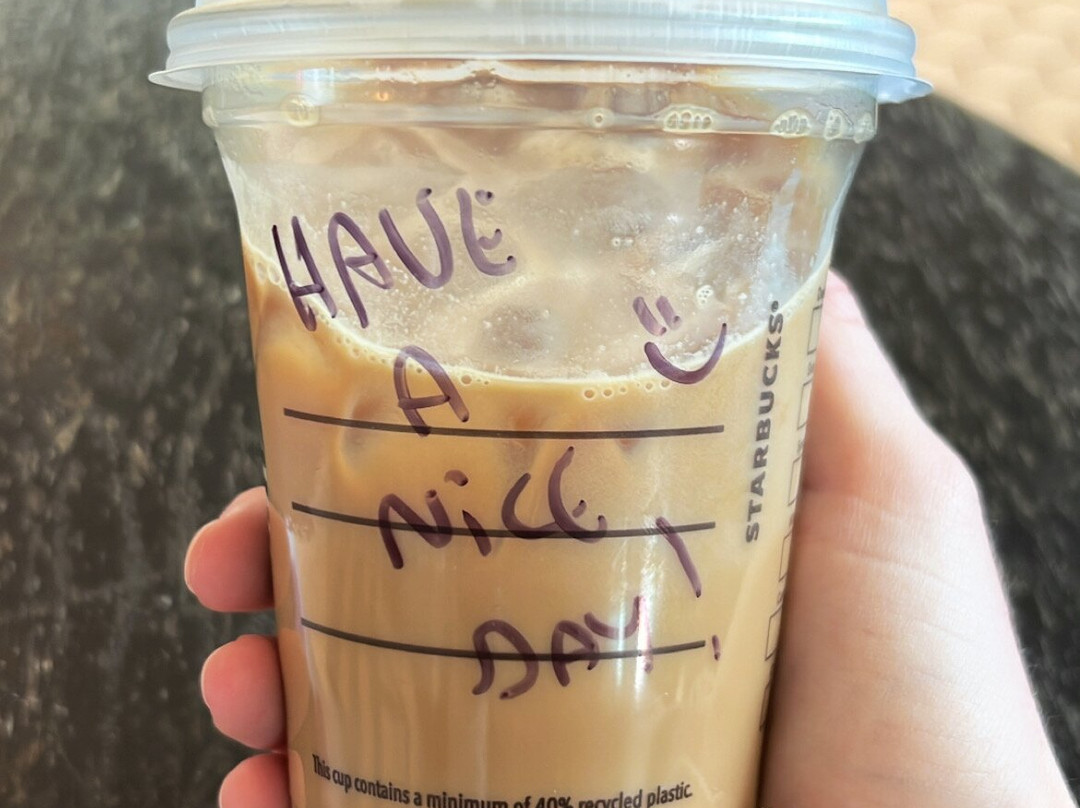 HAVE
A
NiCE
DAY!
STARBUCKS®
This cup contains a minimum of 40% recycled plastic.